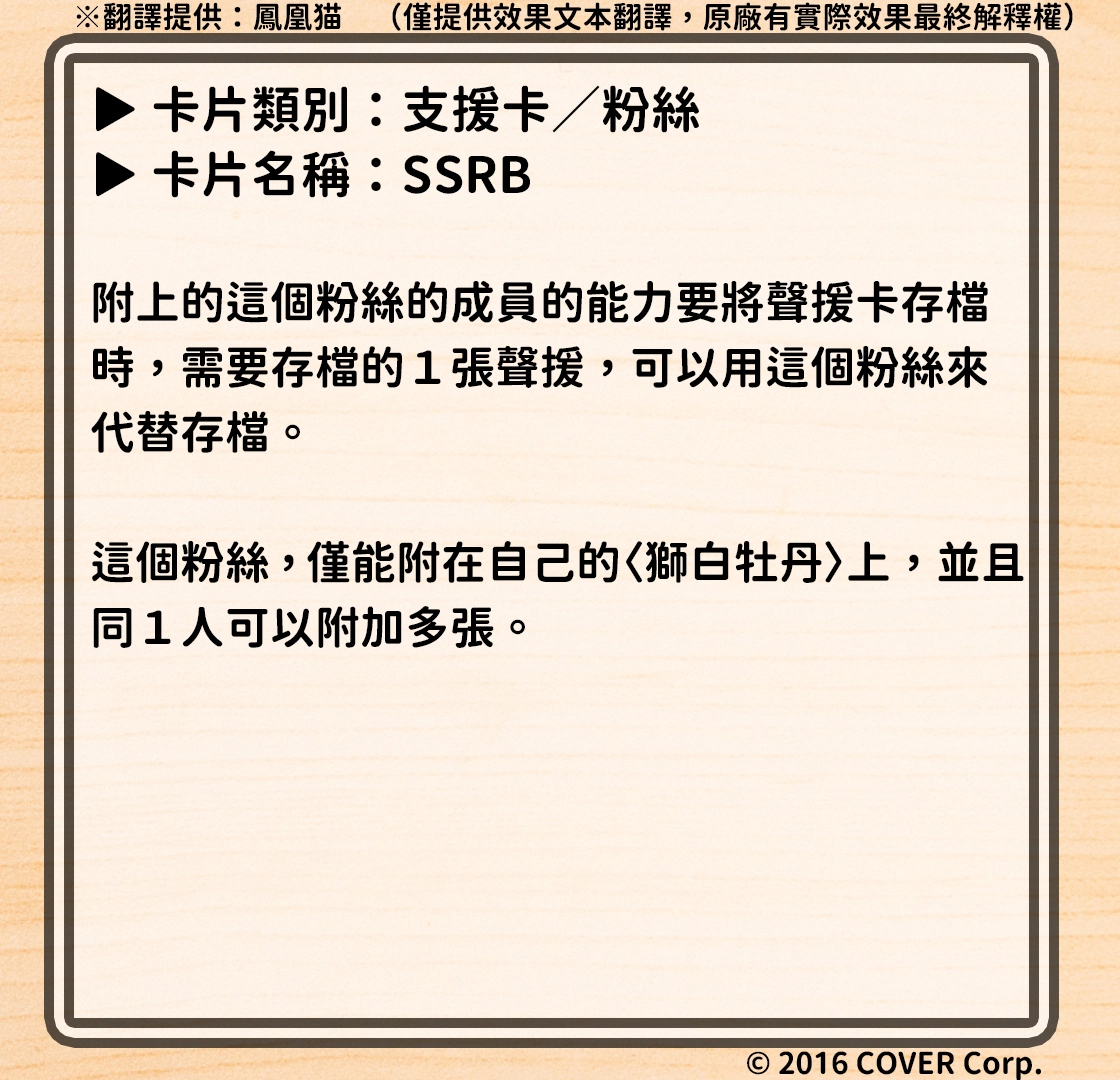 ※翻譯提供：鳳凰猫　（僅提供效果文本翻譯，原廠有實際效果最終解釋權）
▶ 卡片類別：支援卡／粉絲
▶ 卡片名稱：SSRB
附上的這個粉絲的成員的能力要將聲援卡存檔
時，需要存檔的１張聲援，可以用這個粉絲來
代替存檔。
這個粉絲，僅能附在自己的〈獅白牡丹〉上，並且
同１人可以附加多張。
© 2016 COVER Corp.